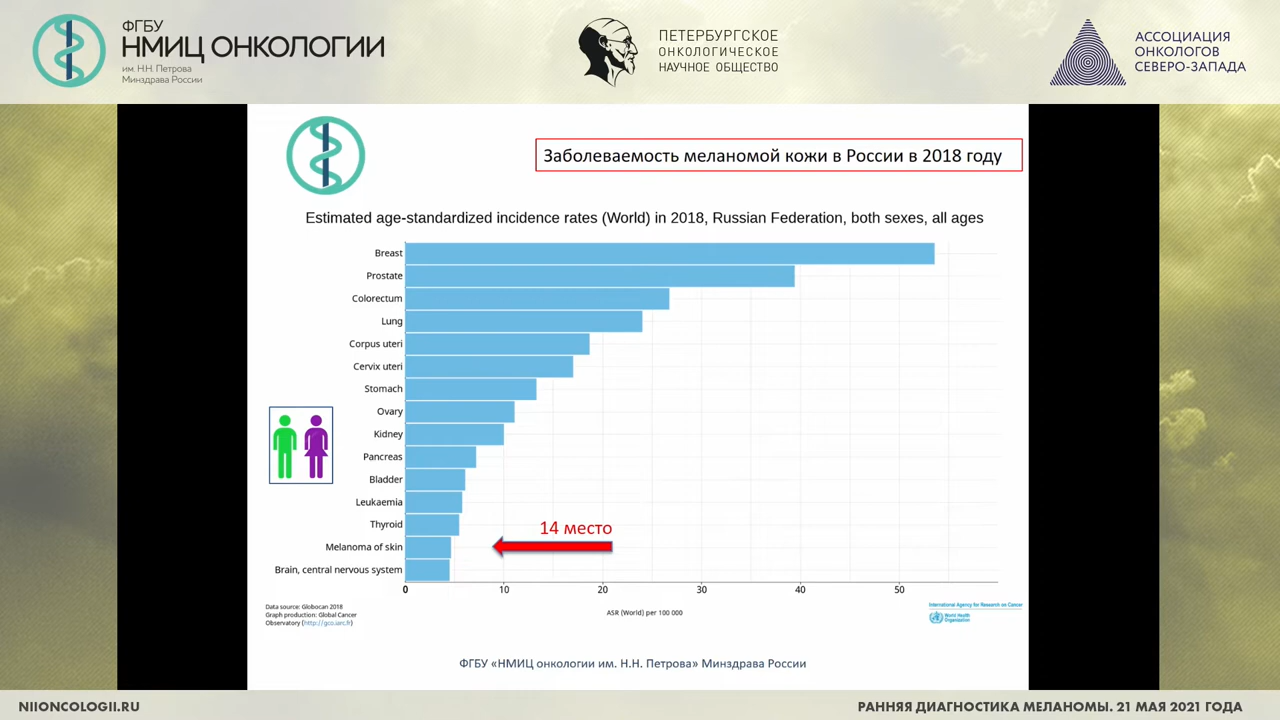 ФГБУ
НМИЦ ОНКОЛОГИИ
им. Н.Н. Петрова
Минздрава России
ПЕТЕРБУРГСКОЕ
ОНКОЛОГИЧЕСКОЕ
НАУЧНОЕ ОБЩЕСТВО
АССОЦИАЦИЯ
ОНКОЛОГОВ
СЕВЕРО-ЗАПАДА
Заболеваемость меланомой кожи в России в 2018 году
Estimated age-standardized incidence rates (World) in 2018, Russian Federation, both sexes, all ages
Breast
Prostate
Colorectum
Lung
Corpus uteri
Cervix uteri
Stomach
Ovary
Kidney
Pancreas
Bladder
Leukaemia
Thyroid
14 место
Melanoma of skin
Brain, central nervous system
0 10 20 30 40 50
ASR (World) per 100 000
Data source: Globocan 2018
Graph production: Global Cancer
Observatory (http://gco.iarc.fr)
International Agency for Research on Cancer
World Health
Organization
ФГБУ «НМИЦ онкологии им. Н.Н. Петрова» Минздрава России
NIIONCOLOGII.RU
РАННЯЯ ДИАГНОСТИКА МЕЛАНОМЫ. 21 МАЯ 2021 ГОДА